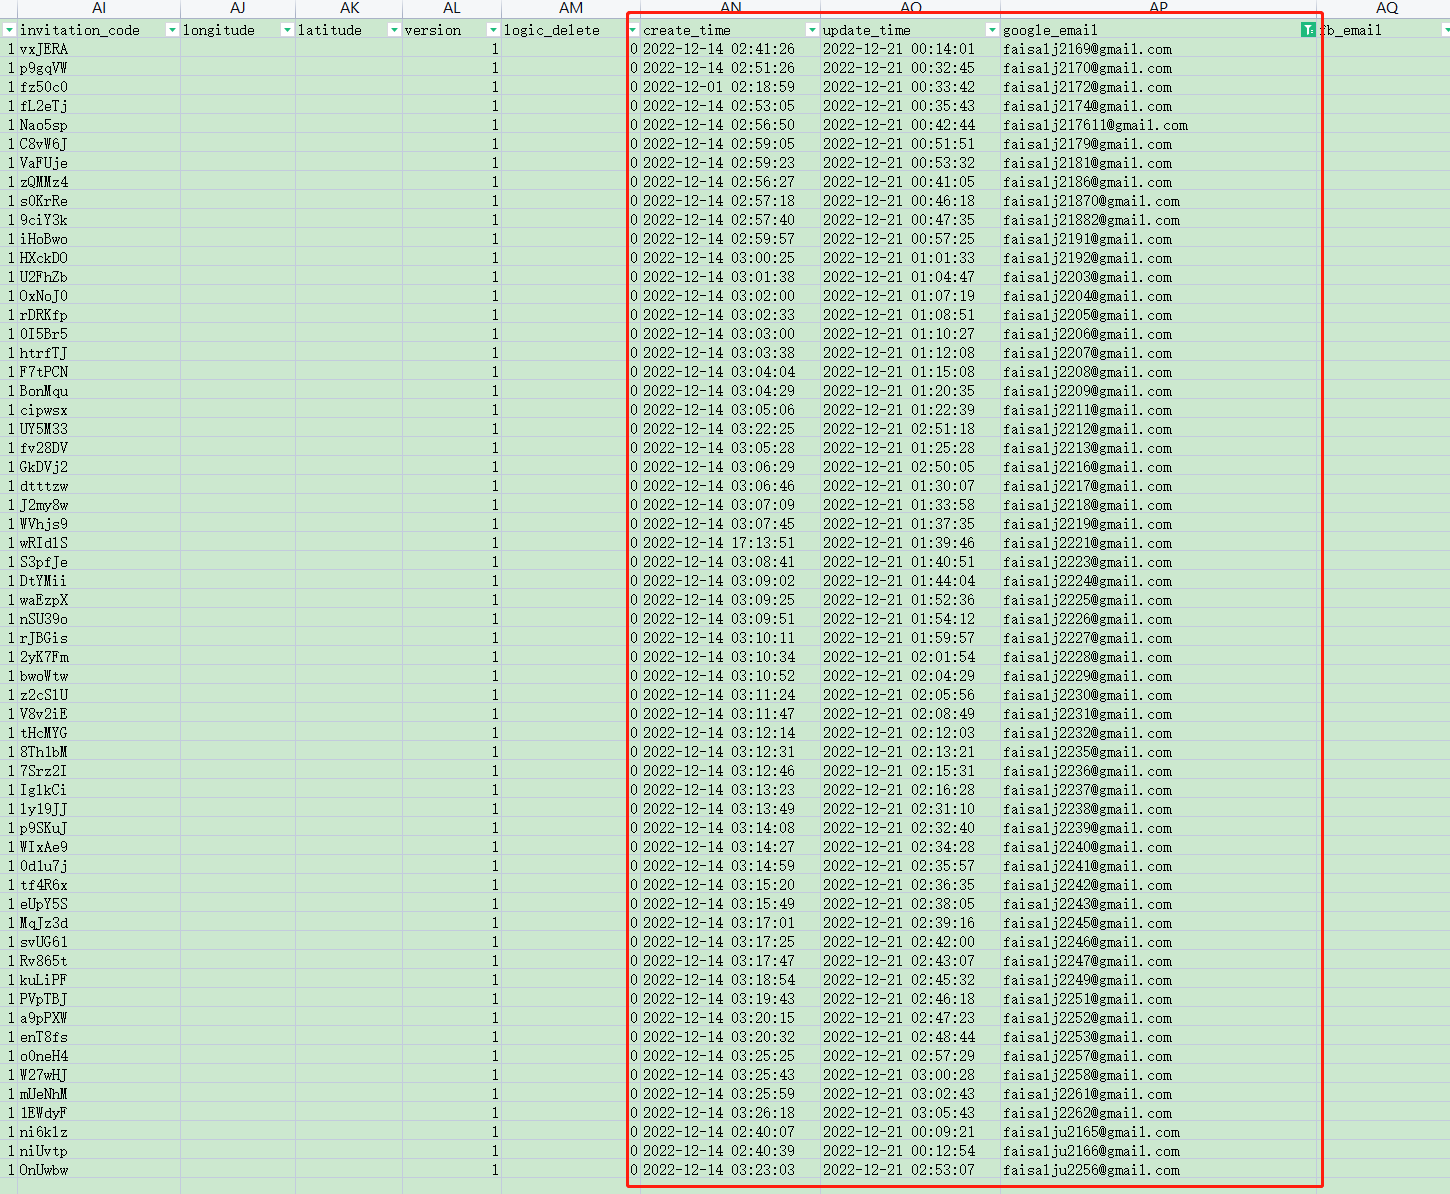 AI AJ AK AL AM AN AO AP AQ
invitation_code longitude latitude version logic_delete create_time update_time google_email fb_email
1 vxJERA 1 0 2022-12-14 02:41:26 2022-12-21 00:14:01 faisalj2169@gmail.com
1 p9gqVW 1 0 2022-12-14 02:51:26 2022-12-21 00:32:45 faisalj2170@gmail.com
1 fz50c0 1 0 2022-12-01 02:18:59 2022-12-21 00:33:42 faisalj2172@gmail.com
1 fL2eTj 1 0 2022-12-14 02:53:05 2022-12-21 00:35:43 faisalj2174@gmail.com
1 Nao5sp 1 0 2022-12-14 02:56:50 2022-12-21 00:42:44 faisalj217611@gmail.com
1 C8vW6J 1 0 2022-12-14 02:59:05 2022-12-21 00:51:51 faisalj2179@gmail.com
1 VaFUje 1 0 2022-12-14 02:59:23 2022-12-21 00:53:32 faisalj2181@gmail.com
1 zQMMz4 1 0 2022-12-14 02:56:27 2022-12-21 00:41:05 faisalj2186@gmail.com
1 s0KrRe 1 0 2022-12-14 02:57:18 2022-12-21 00:46:18 faisalj21870@gmail.com
1 9ciY3k 1 0 2022-12-14 02:57:40 2022-12-21 00:47:35 faisalj21882@gmail.com
1 iHoBwo 1 0 2022-12-14 02:59:57 2022-12-21 00:57:25 faisalj2191@gmail.com
1 HXckDO 1 0 2022-12-14 03:00:25 2022-12-21 01:01:33 faisalj2192@gmail.com
1 U2FhZb 1 0 2022-12-14 03:01:38 2022-12-21 01:04:47 faisalj2203@gmail.com
1 OxNoJ0 1 0 2022-12-14 03:02:00 2022-12-21 01:07:19 faisalj2204@gmail.com
1 rDRKfp 1 0 2022-12-14 03:02:33 2022-12-21 01:08:51 faisalj2205@gmail.com
1 0I5Br5 1 0 2022-12-14 03:03:00 2022-12-21 01:10:27 faisalj2206@gmail.com
1 htrfTJ 1 0 2022-12-14 03:03:38 2022-12-21 01:12:08 faisalj2207@gmail.com
1 F7tPCN 1 0 2022-12-14 03:04:04 2022-12-21 01:15:08 faisalj2208@gmail.com
1 BonMqu 1 0 2022-12-14 03:04:29 2022-12-21 01:20:35 faisalj2209@gmail.com
1 cipwsx 1 0 2022-12-14 03:05:06 2022-12-21 01:22:39 faisalj2211@gmail.com
1 UY5M33 1 0 2022-12-14 03:22:25 2022-12-21 02:51:18 faisalj2212@gmail.com
1 fv28DV 1 0 2022-12-14 03:05:28 2022-12-21 01:25:28 faisalj2213@gmail.com
1 GkDVj2 1 0 2022-12-14 03:06:29 2022-12-21 02:50:05 faisalj2216@gmail.com
1 dtttzw 1 0 2022-12-14 03:06:46 2022-12-21 01:30:07 faisalj2217@gmail.com
1 J2my8w 1 0 2022-12-14 03:07:09 2022-12-21 01:33:58 faisalj2218@gmail.com
1 WVhjs9 1 0 2022-12-14 03:07:45 2022-12-21 01:37:35 faisalj2219@gmail.com
1 wRId1S 1 0 2022-12-14 17:13:51 2022-12-21 01:39:46 faisalj2221@gmail.com
1 S3pfJe 1 0 2022-12-14 03:08:41 2022-12-21 01:40:51 faisalj2223@gmail.com
1 DtYMii 1 0 2022-12-14 03:09:02 2022-12-21 01:44:04 faisalj2224@gmail.com
1 waEzpX 1 0 2022-12-14 03:09:25 2022-12-21 01:52:36 faisalj2225@gmail.com
1 nSU39o 1 0 2022-12-14 03:09:51 2022-12-21 01:54:12 faisalj2226@gmail.com
1 rJBGis 1 0 2022-12-14 03:10:11 2022-12-21 01:59:57 faisalj2227@gmail.com
1 2yK7Fm 1 0 2022-12-14 03:10:34 2022-12-21 02:01:54 faisalj2228@gmail.com
1 bwoWtw 1 0 2022-12-14 03:10:52 2022-12-21 02:04:29 faisalj2229@gmail.com
1 z2cS1U 1 0 2022-12-14 03:11:24 2022-12-21 02:05:56 faisalj2230@gmail.com
1 V8v2iE 1 0 2022-12-14 03:11:47 2022-12-21 02:08:49 faisalj2231@gmail.com
1 tHcMYG 1 0 2022-12-14 03:12:14 2022-12-21 02:12:03 faisalj2232@gmail.com
1 8Th1bM 1 0 2022-12-14 03:12:31 2022-12-21 02:13:21 faisalj2235@gmail.com
1 7Srz2I 1 0 2022-12-14 03:12:46 2022-12-21 02:15:31 faisalj2236@gmail.com
1 Ig1kCi 1 0 2022-12-14 03:13:23 2022-12-21 02:16:28 faisalj2237@gmail.com
1 1y19JJ 1 0 2022-12-14 03:13:49 2022-12-21 02:31:10 faisalj2238@gmail.com
1 p9SKuJ 1 0 2022-12-14 03:14:08 2022-12-21 02:32:40 faisalj2239@gmail.com
1 WIxAe9 1 0 2022-12-14 03:14:27 2022-12-21 02:34:28 faisalj2240@gmail.com
1 0d1u7j 1 0 2022-12-14 03:14:59 2022-12-21 02:35:57 faisalj2241@gmail.com
1 tf4R6x 1 0 2022-12-14 03:15:20 2022-12-21 02:36:35 faisalj2242@gmail.com
1 eUpY5S 1 0 2022-12-14 03:15:49 2022-12-21 02:38:05 faisalj2243@gmail.com
1 MqJz3d 1 0 2022-12-14 03:17:01 2022-12-21 02:39:16 faisalj2245@gmail.com
1 svUG61 1 0 2022-12-14 03:17:25 2022-12-21 02:42:00 faisalj2246@gmail.com
1 Rv865t 1 0 2022-12-14 03:17:47 2022-12-21 02:43:07 faisalj2247@gmail.com
1 kuLiPF 1 0 2022-12-14 03:18:54 2022-12-21 02:45:32 faisalj2249@gmail.com
1 PVpTBJ 1 0 2022-12-14 03:19:43 2022-12-21 02:46:18 faisalj2251@gmail.com
1 a9pPXW 1 0 2022-12-14 03:20:15 2022-12-21 02:47:23 faisalj2252@gmail.com
1 enT8fs 1 0 2022-12-14 03:20:32 2022-12-21 02:48:44 faisalj2253@gmail.com
1 o0neH4 1 0 2022-12-14 03:25:25 2022-12-21 02:57:29 faisalj2257@gmail.com
1 W27wHJ 1 0 2022-12-14 03:25:43 2022-12-21 03:00:28 faisalj2258@gmail.com
1 mUeNhM 1 0 2022-12-14 03:25:59 2022-12-21 03:02:43 faisalj2261@gmail.com
1 1EWdyF 1 0 2022-12-14 03:26:18 2022-12-21 03:05:43 faisalj2262@gmail.com
1 ni6k1z 1 0 2022-12-14 02:40:07 2022-12-21 00:09:21 faisalju2165@gmail.com
1 niUvtp 1 0 2022-12-14 02:40:39 2022-12-21 00:12:54 faisalju2166@gmail.com
1 OnUwbw 1 0 2022-12-14 03:23:03 2022-12-21 02:53:07 faisalju2256@gmail.com